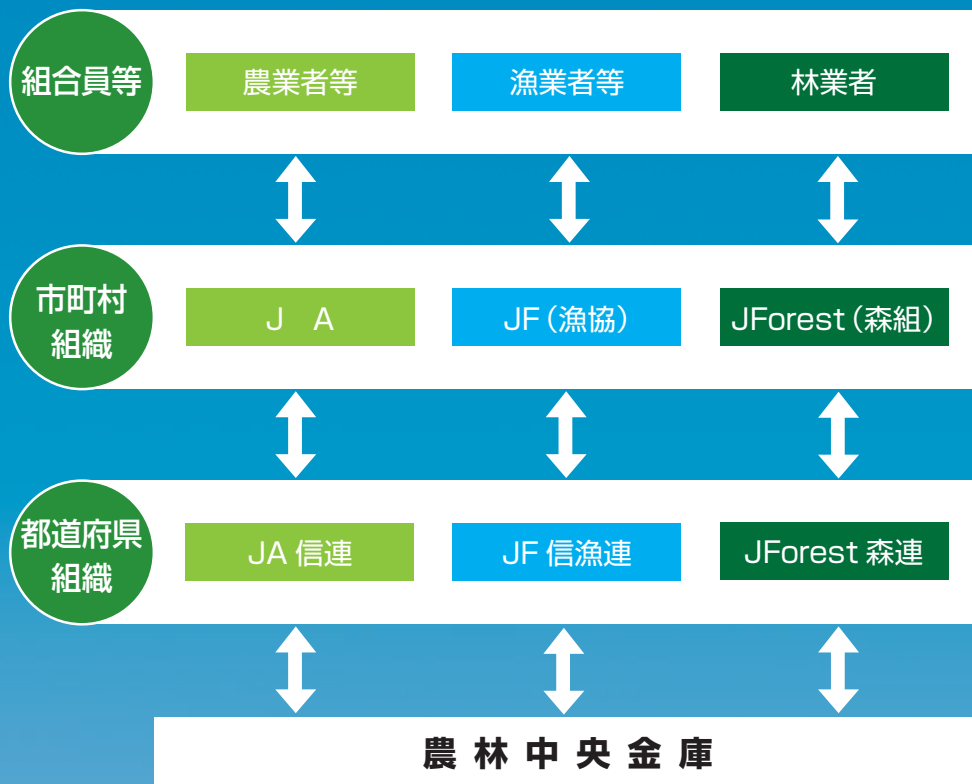 組合員等
農業者等
漁業者等
林業者
市町村
組織
J A
JF(漁協)
JForest(森組)
都道府県
組織
JA 信連
JF 信漁連
JForest 森連
農林中央金庫